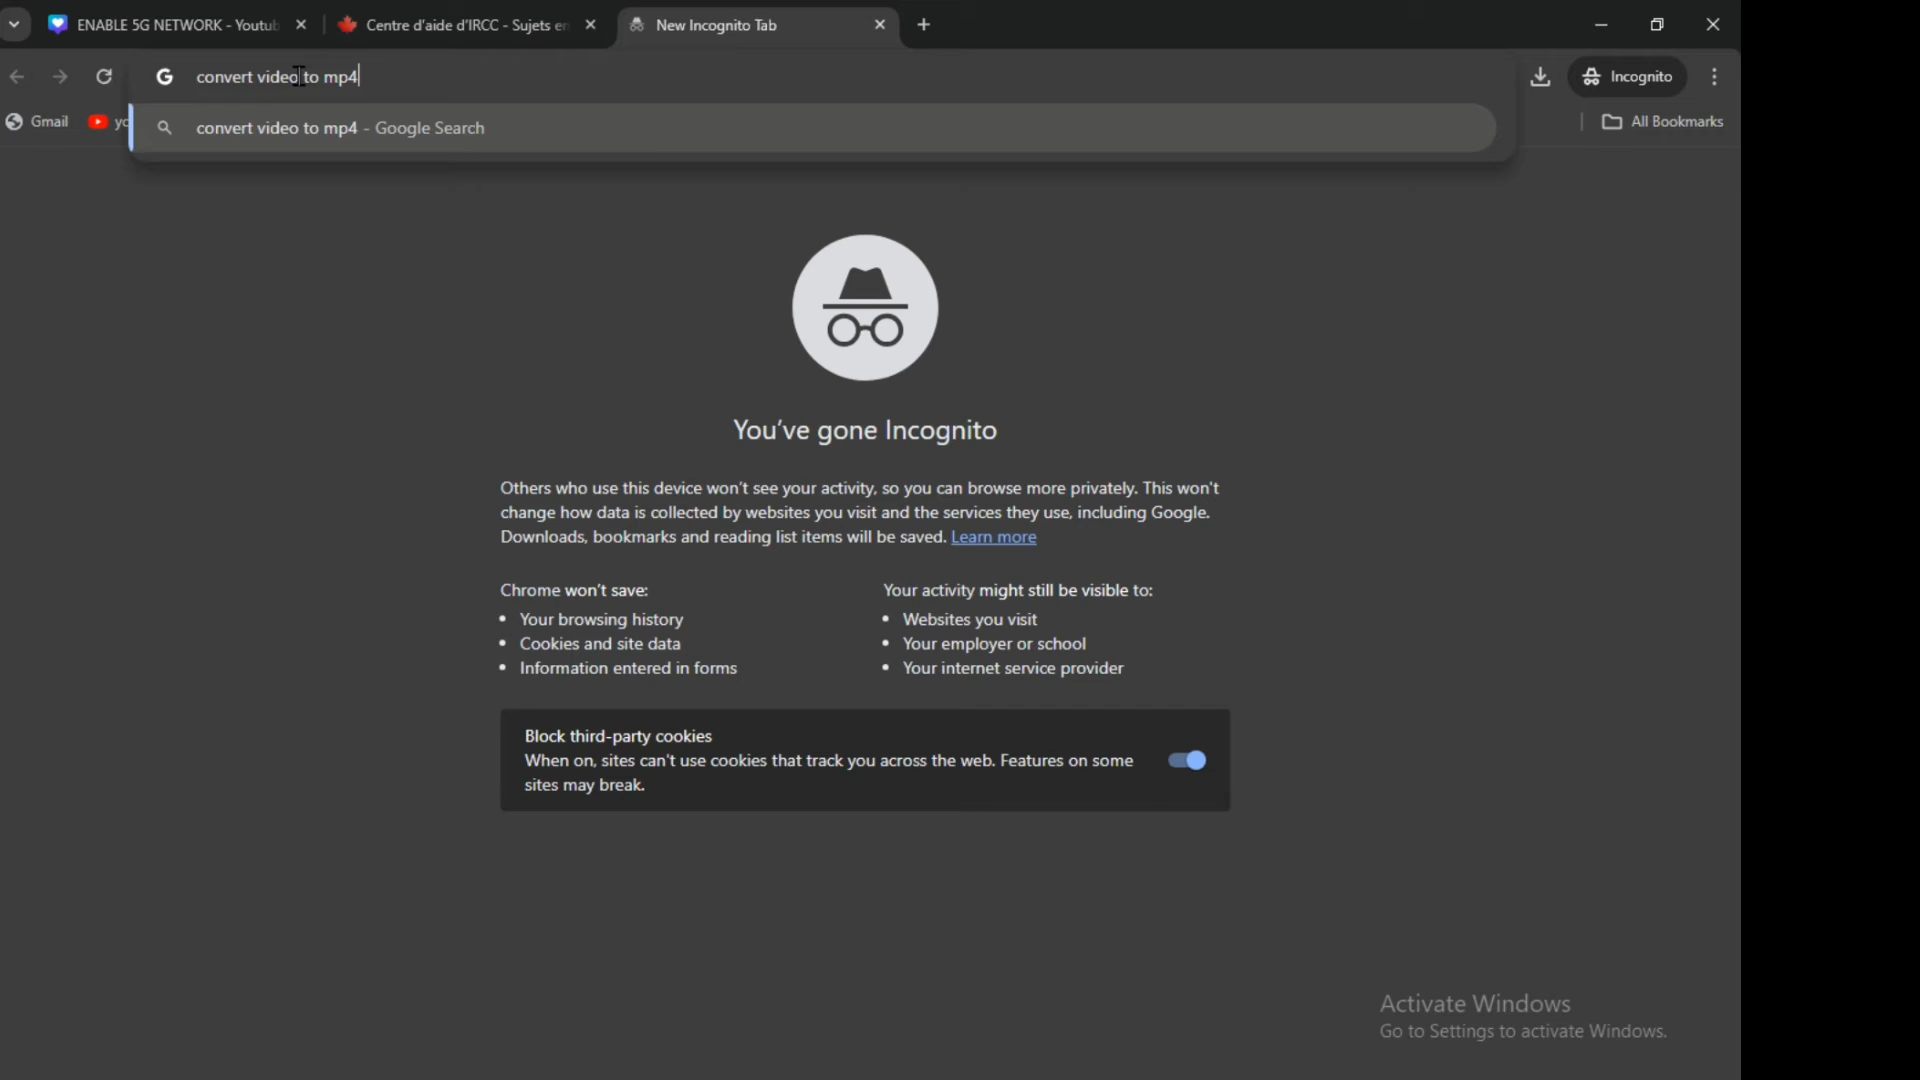 ENABLE 5G NETWORK - Youtub
Centre d'aide d'IRCC - Sujets en
New Incognito Tab
convert video to mp4
Incognito
convert video to mp4 - Google Search
Gmail
All Bookmarks
You've gone Incognito
Others who use this device won't see your activity, so you can browse more privately. This won't
change how data is collected by websites you visit and the services they use, including Google.
Downloads, bookmarks and reading list items will be saved. Learn more
Chrome won't save:
• Your browsing history
• Cookies and site data
• Information entered in forms
Your activity might still be visible to:
• Websites you visit
• Your employer or school
• Your internet service provider
Block third-party cookies
When on, sites can't use cookies that track you across the web. Features on some
sites may break.
Activate Windows
Go to Settings to activate Windows.